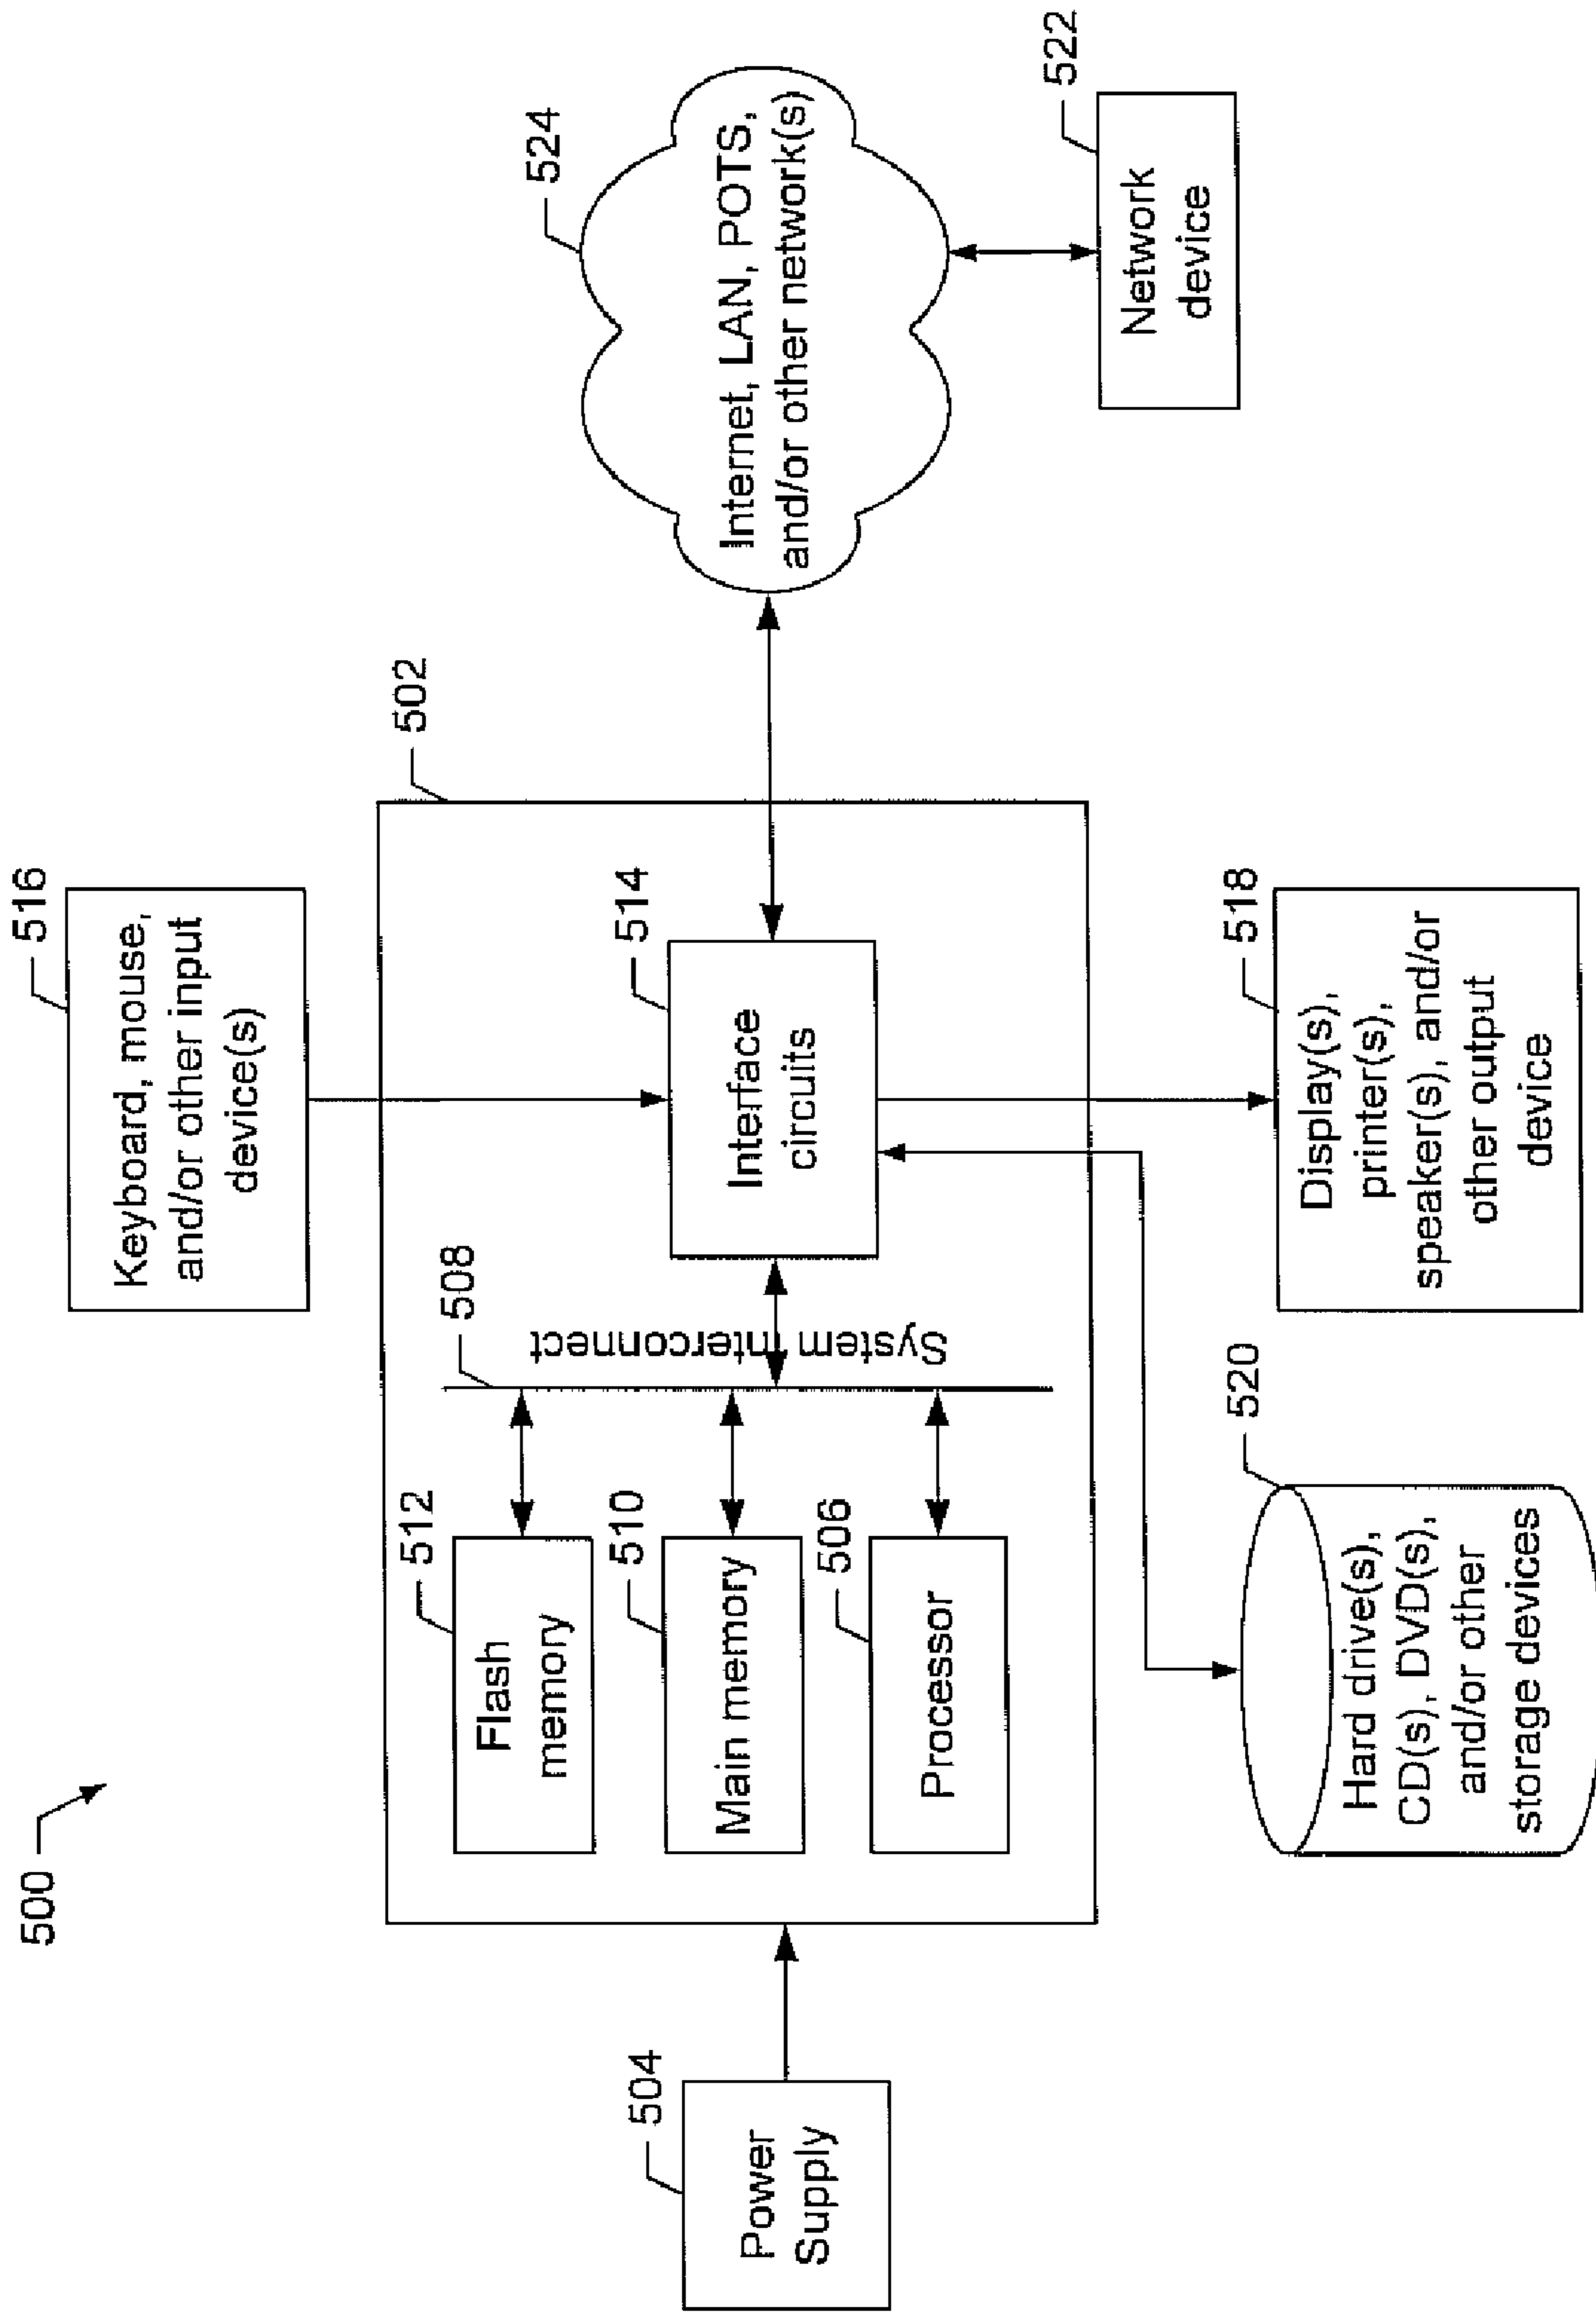 500
516
Keyboard, mouse,
and/or other input
device(s)
502
504
Power
Supply
512
Flash
memory
510
Main memory
506
Processor
508
System Interconnect
514
Interface
circuits
524
Internet, LAN, POTS,
and/or other network(s)
520
Hard drive(s),
CD(s), DVD(s),
and/or other
storage devices
518
Display(s),
printer(s),
speaker(s), and/or
other output
device
522
Network
device